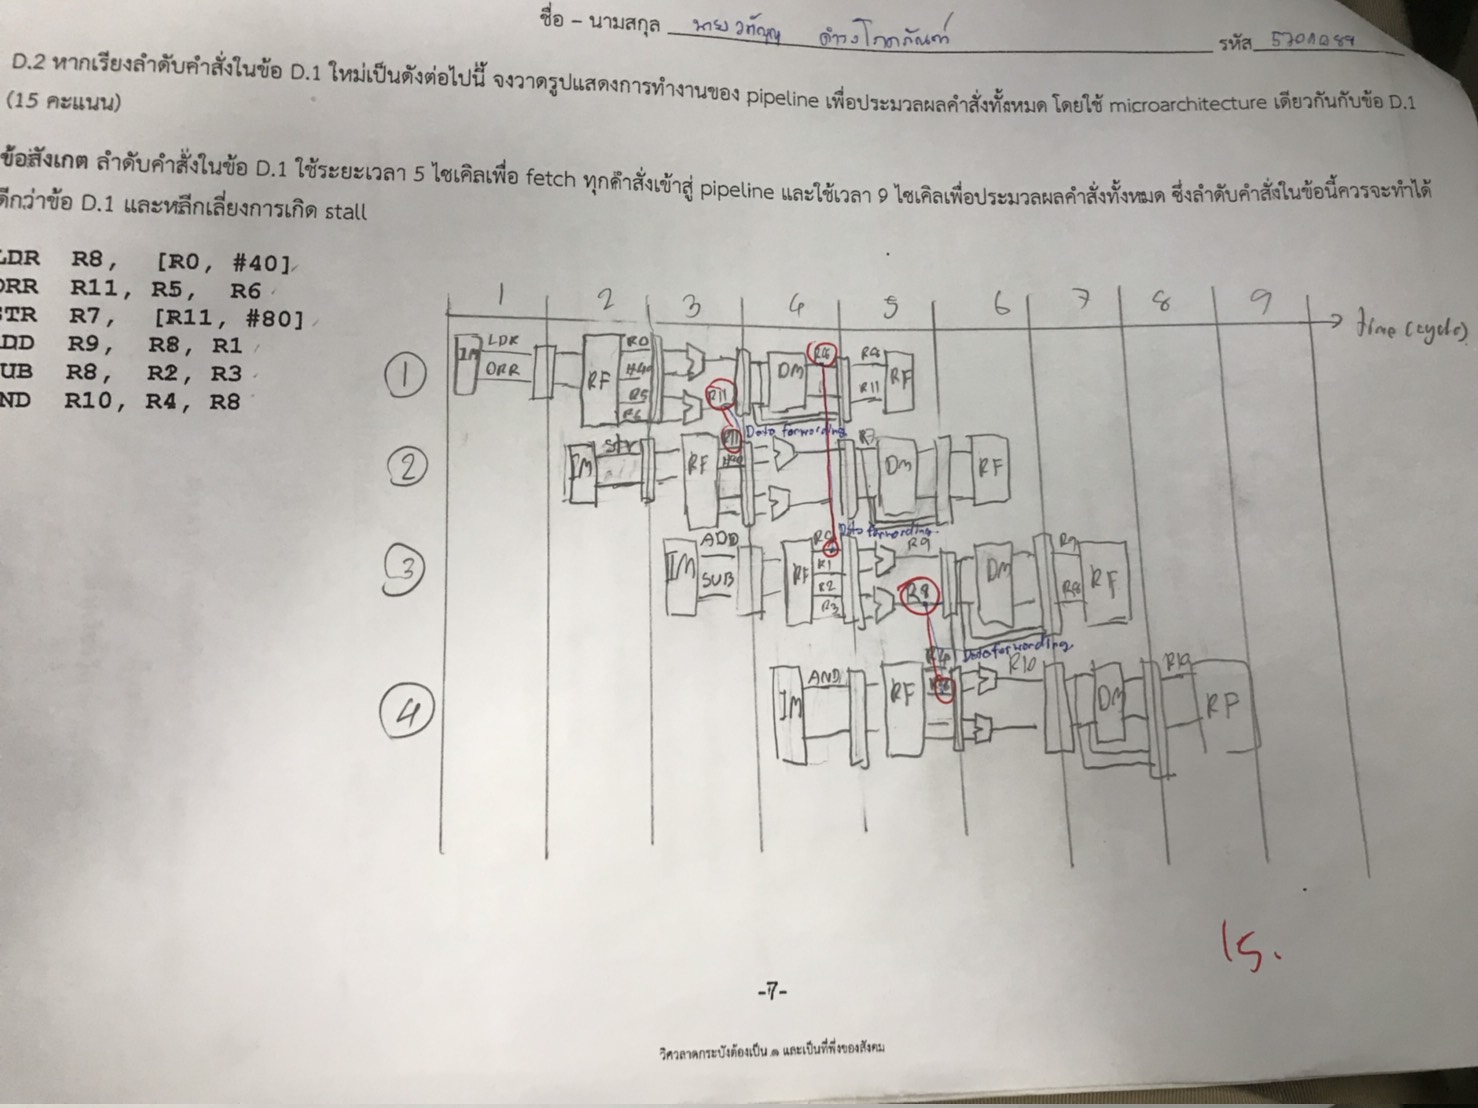 ชื่อ – นามสกุล นาย
รหัส 5701089
D.2 หากเรียงลำดับคำสั่งในข้อ D.1 ใหม่เป็นดังต่อไปนี้ จงวาดรูปแสดงการทำงานของ pipeline เพื่อประมวลผลคำสั่งทั้งหมด โดยใช้ microarchitecture เดียวกันกับข้อ D.1
(15 คะแนน)
ข้อสังเกต ลำดับคำสั่งในข้อ D.1 ใช้ระยะเวลา 5 ไซเคิลเพื่อ fetch ทุกคำสั่งเข้าสู่ pipeline และใช้เวลา 9 ไซเคิลเพื่อประมวลผลคำสั่งทั้งหมด ซึ่งลำดับคำสั่งในข้อนี้ควรจะทำได้
ดีกว่าข้อ D.1 และหลีกเลี่ยงการเกิด stall
LDR R8, [R0, #40]
ORR R11, R5, R6
STR R7, [R11, #80]
DD R9, R8, R1
UB R8, R2, R3
ND R10, R4, R8
1 2 3 4 5 6 7 8 9 time (cycle)
1 IM LDR ORR RF R0 #40 R5 R6 R11 DM R8 R8 R11 RF
Data forwarding
2 IM STR RF R11 R7 DM RF
Data forwarding
3 IM ADD SUB RF R8 R1 R2 R3 R9 R8 DM R9 R8 RF
Data forwarding
4 IM AND RF R4 R8 R10 DM R10 RF
15.
-7-
วิศวลาดกระบังต้องเป็น ๑ และเป็นที่พึ่งของสังคม